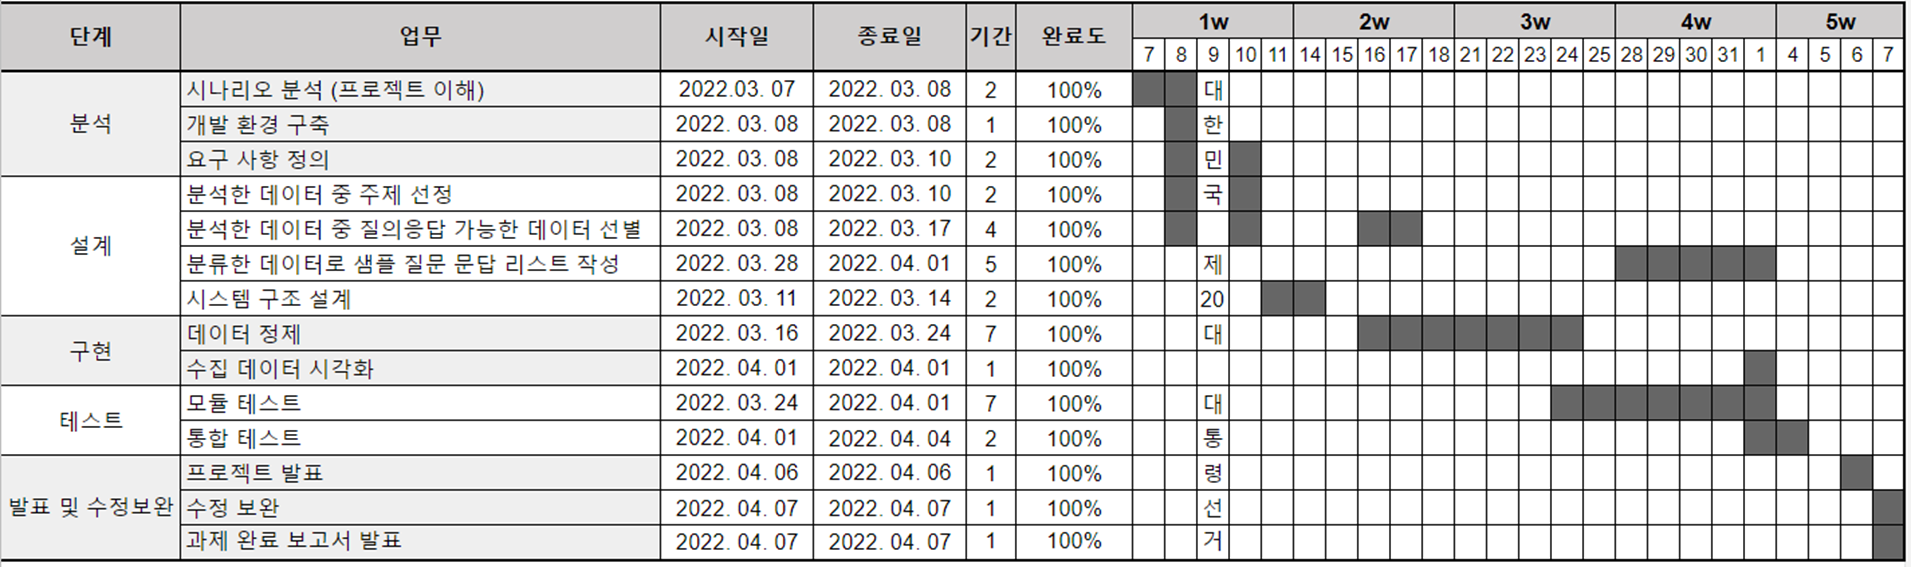 단계 업무 시작일 종료일 기간 완료도 1w 2w 3w 4w 5w
7 8 9 10 11 14 15 16 17 18 21 22 23 24 25 28 29 30 31 1 4 5 6 7
분석 시나리오 분석 (프로젝트 이해) 2022.03. 07 2022. 03. 08 2 100% 대
개발 환경 구축 2022. 03. 08 2022. 03. 08 1 100% 한
요구 사항 정의 2022. 03. 08 2022. 03. 10 2 100% 민
설계 분석한 데이터 중 주제 선정 2022. 03. 08 2022. 03. 10 2 100% 국
분석한 데이터 중 질의응답 가능한 데이터 선별 2022. 03. 08 2022. 03. 17 4 100%
분류한 데이터로 샘플 질문 문답 리스트 작성 2022. 03. 28 2022. 04. 01 5 100% 제
시스템 구조 설계 2022. 03. 11 2022. 03. 14 2 100% 20
구현 데이터 정제 2022. 03. 16 2022. 03. 24 7 100% 대
수집 데이터 시각화 2022. 04. 01 2022. 04. 01 1 100%
테스트 모듈 테스트 2022. 03. 24 2022. 04. 01 7 100% 대
통합 테스트 2022. 04. 01 2022. 04. 04 2 100% 통
발표 및 수정보완 프로젝트 발표 2022. 04. 06 2022. 04. 06 1 100% 령
수정 보완 2022. 04. 07 2022. 04. 07 1 100% 선
과제 완료 보고서 발표 2022. 04. 07 2022. 04. 07 1 100% 거